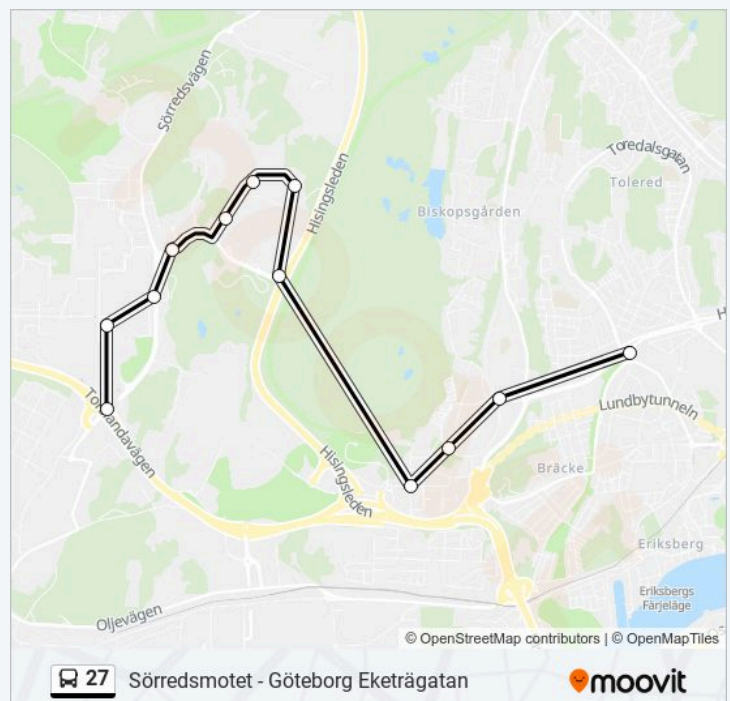 Sörredsvägen
Hisingsleden
Toredalsgatan
Tolered
Biskopsgården
H
Torslandavägen
Lundbytunneln
Hisingsleden
Bräcke
Eriksberg
Eriksbergs
Färjeläge
Oljevägen
© OpenStreetMap contributors | © OpenMapTiles
27 Sörredsmotet - Göteborg Eketrägatan
moovit